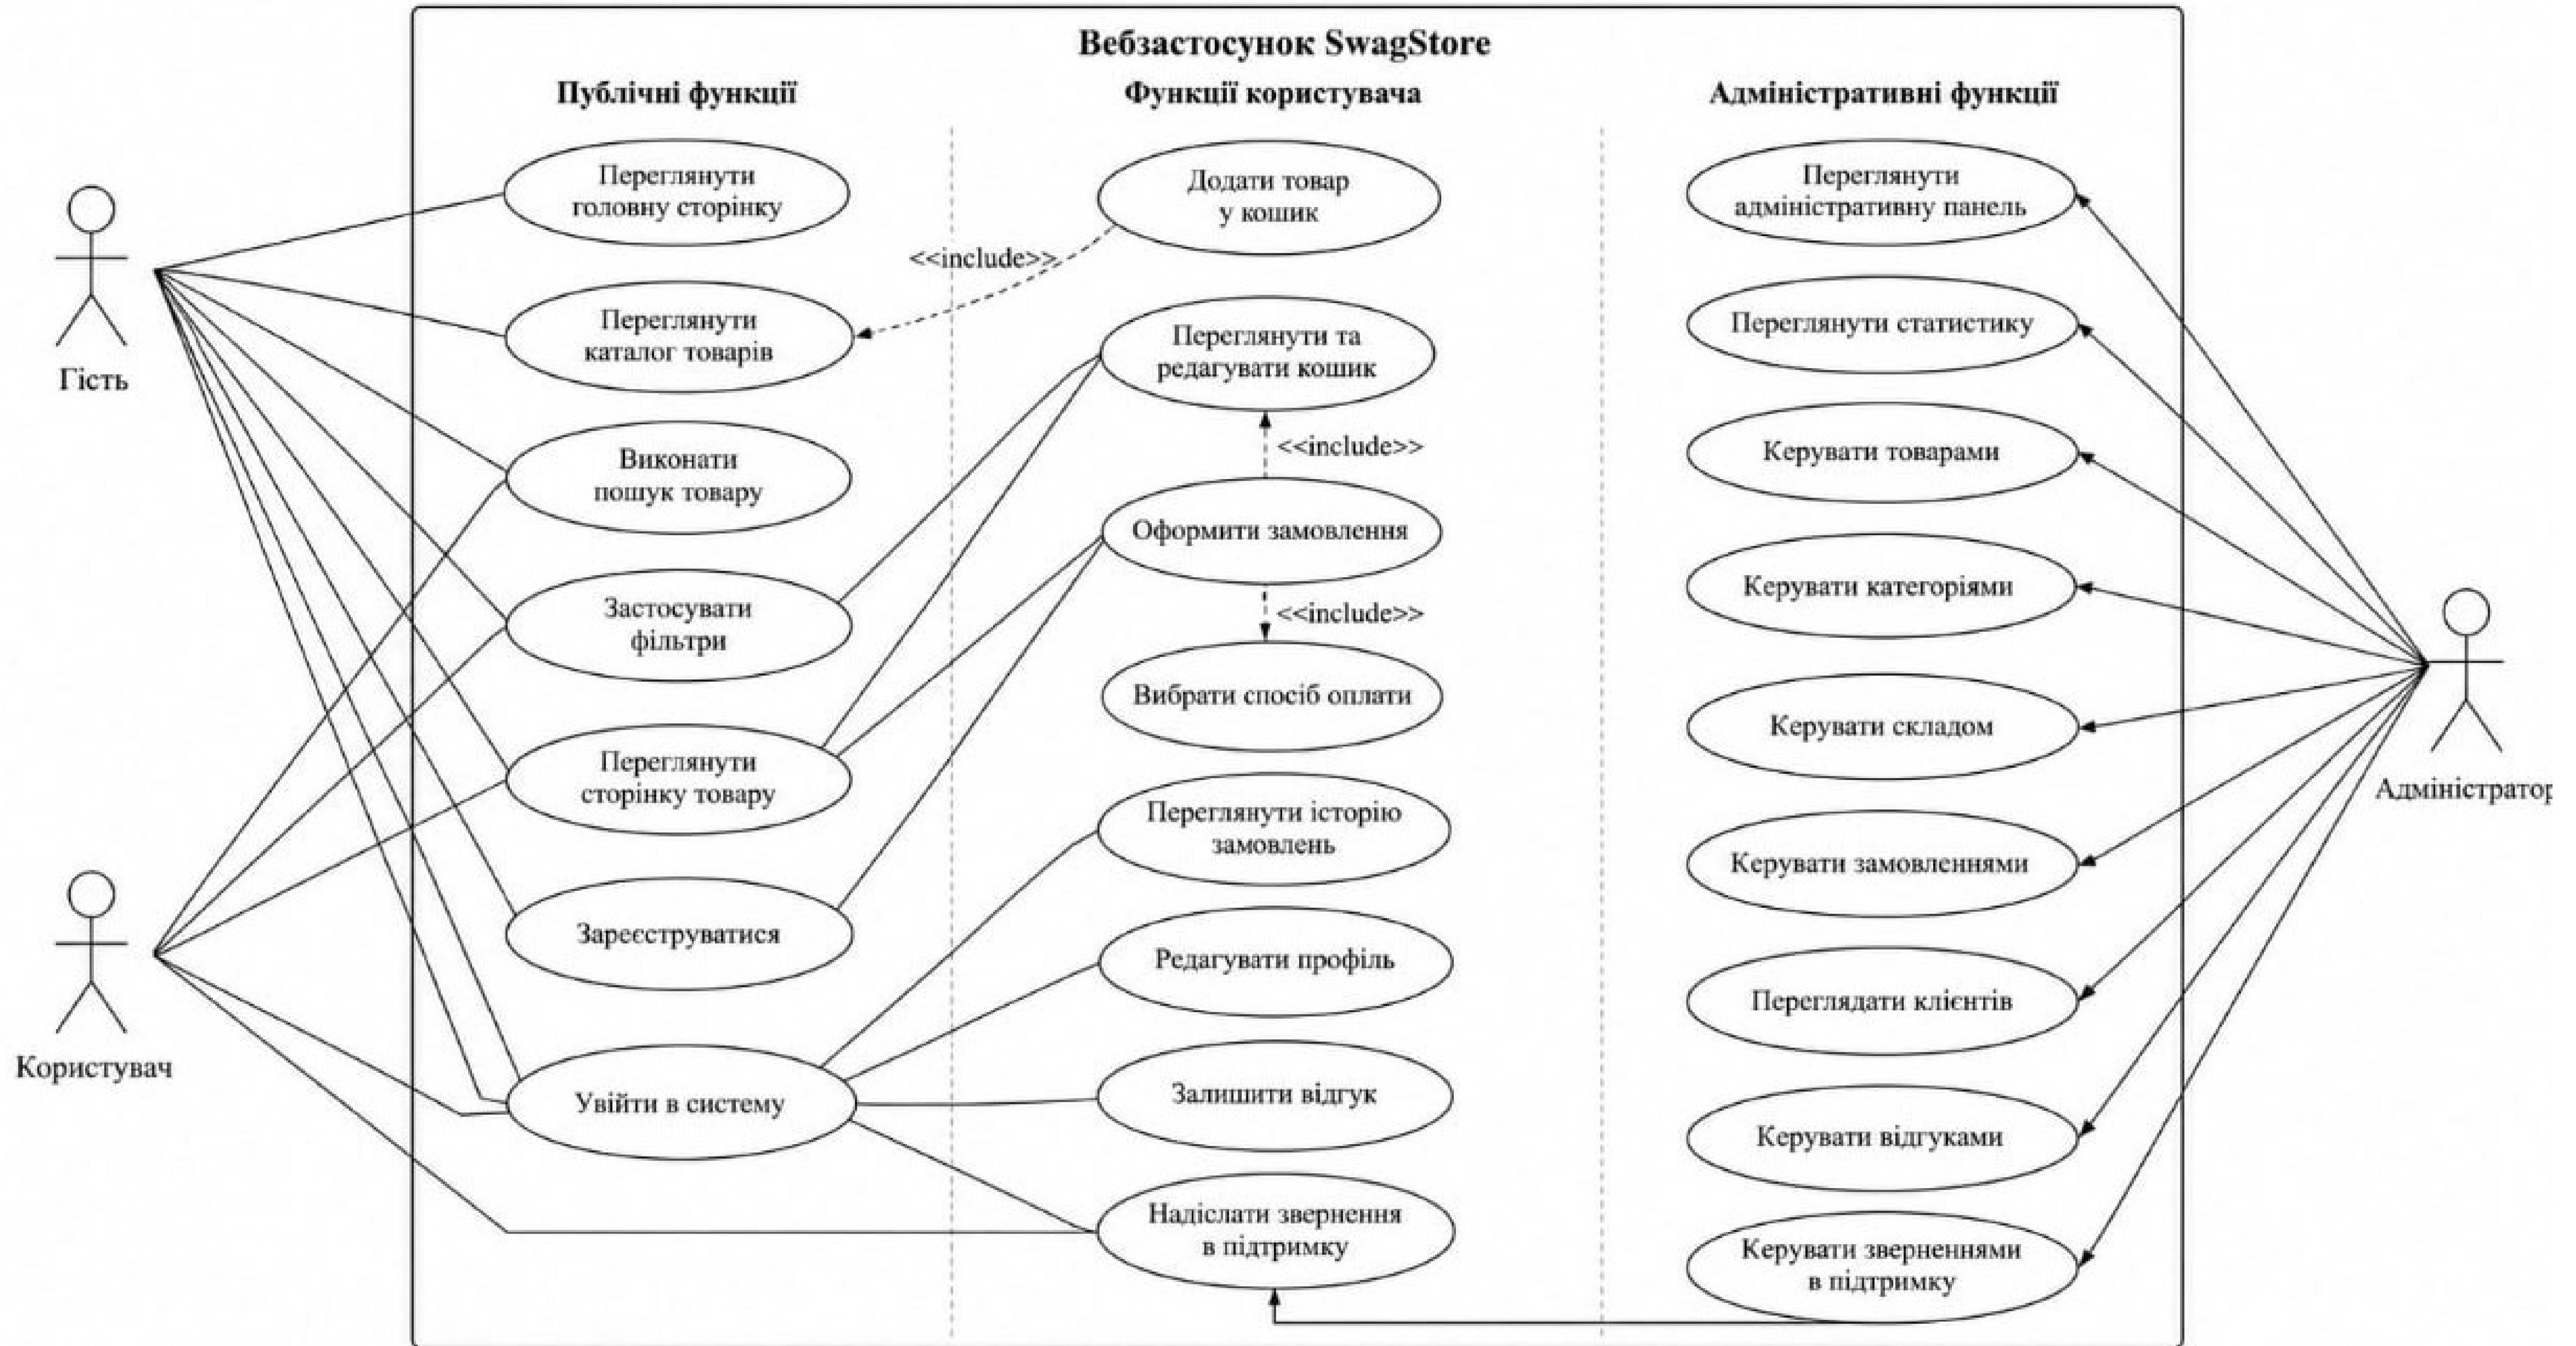 Вебзастосунок SwagStore
Публічні функції
Функції користувача
Адміністративні функції
Гість
Користувач
Переглянути
головну сторінку
Переглянути
каталог товарів
Виконати
пошук товару
Застосувати
фільтри
Переглянути
сторінку товару
Зареєструватися
Увійти в систему
<<include>>
Додати товар
у кошик
Переглянути та
редагувати кошик
<<include>>
Оформити замовлення
<<include>>
Вибрати спосіб оплати
Переглянути історію
замовлень
Редагувати профіль
Залишити відгук
Надіслати звернення
в підтримку
Переглянути
адміністративну панель
Переглянути статистику
Керувати товарами
Керувати категоріями
Керувати складом
Керувати замовленнями
Переглядати клієнтів
Керувати відгуками
Керувати зверненнями
в підтримку
Адміністратор